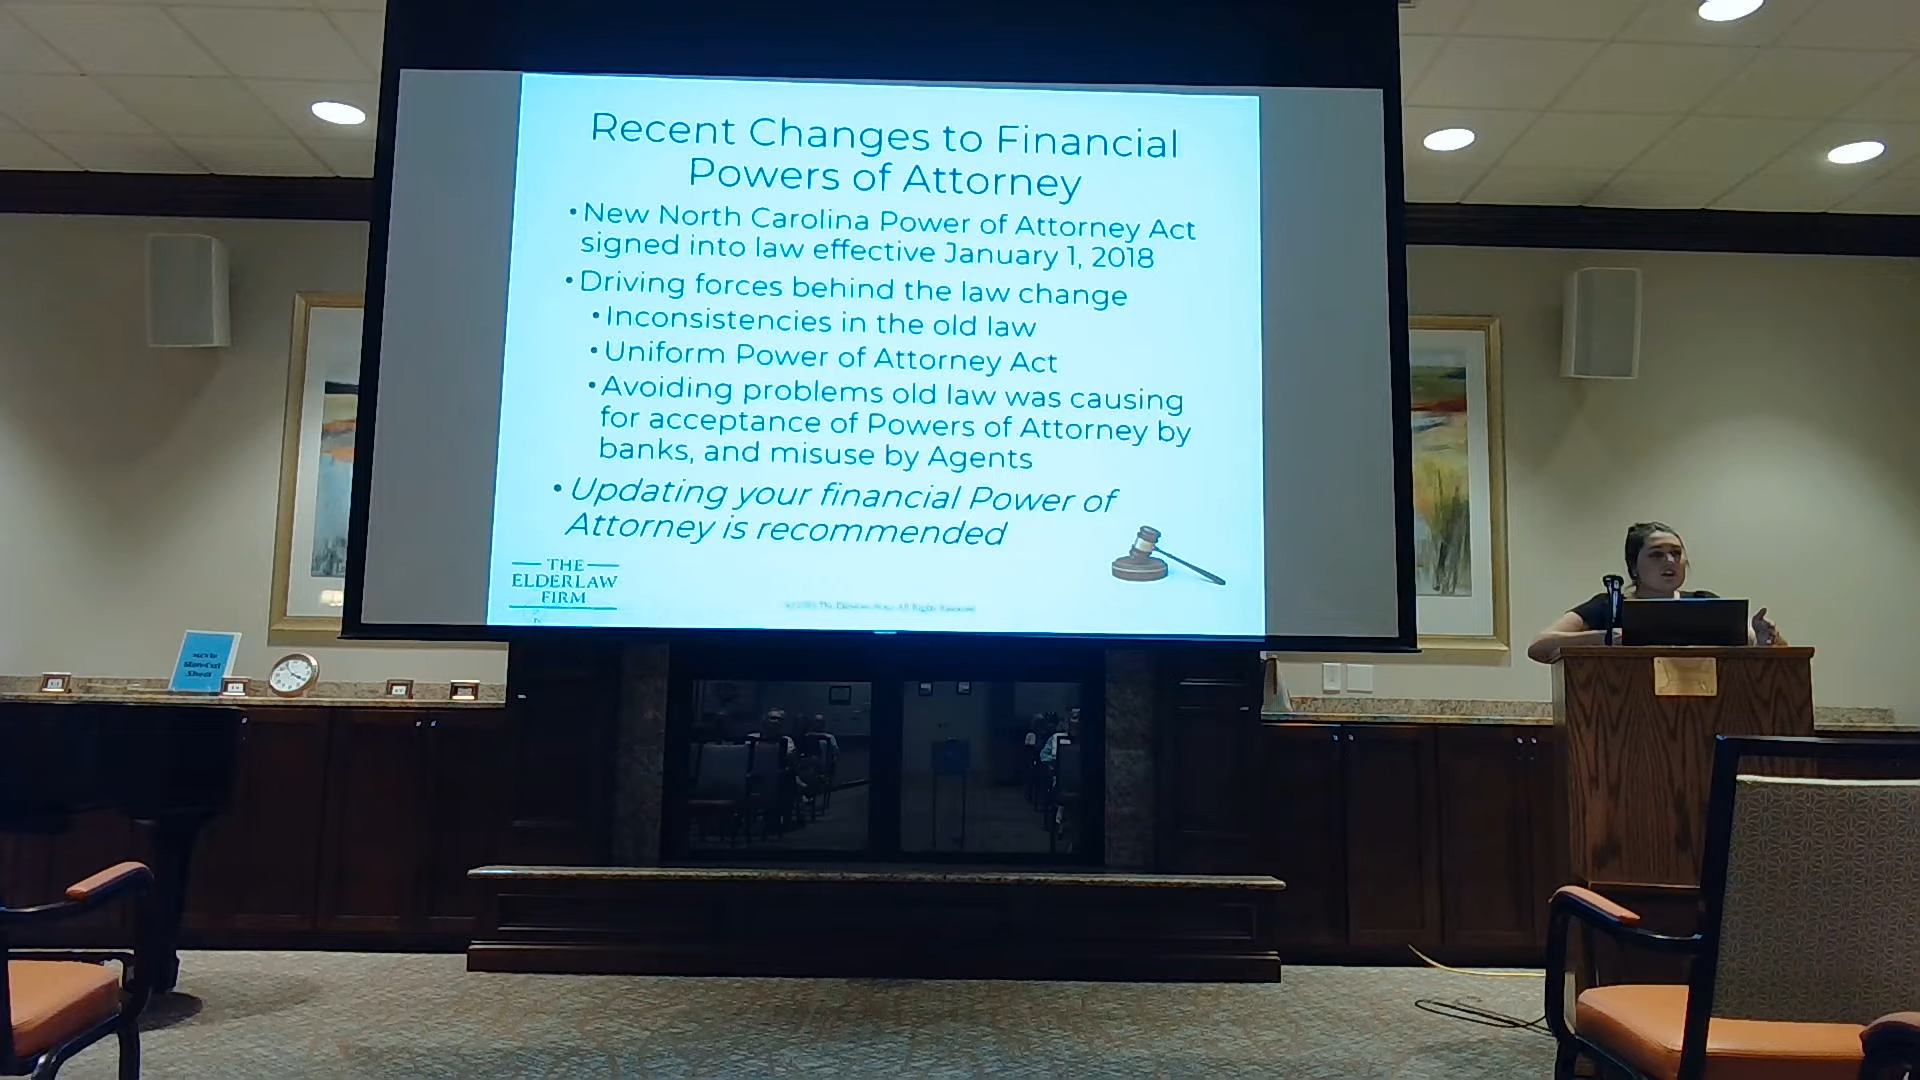 Recent Changes to Financial
Powers of Attorney
•New North Carolina Power of Attorney Act
signed into law effective January 1, 2018
•Driving forces behind the law change
•Inconsistencies in the old law
•Uniform Power of Attorney Act
•Avoiding problems old law was causing
for acceptance of Powers of Attorney by
banks, and misuse by Agents
•Updating your financial Power of
Attorney is recommended
THE
ELDERLAW
FIRM